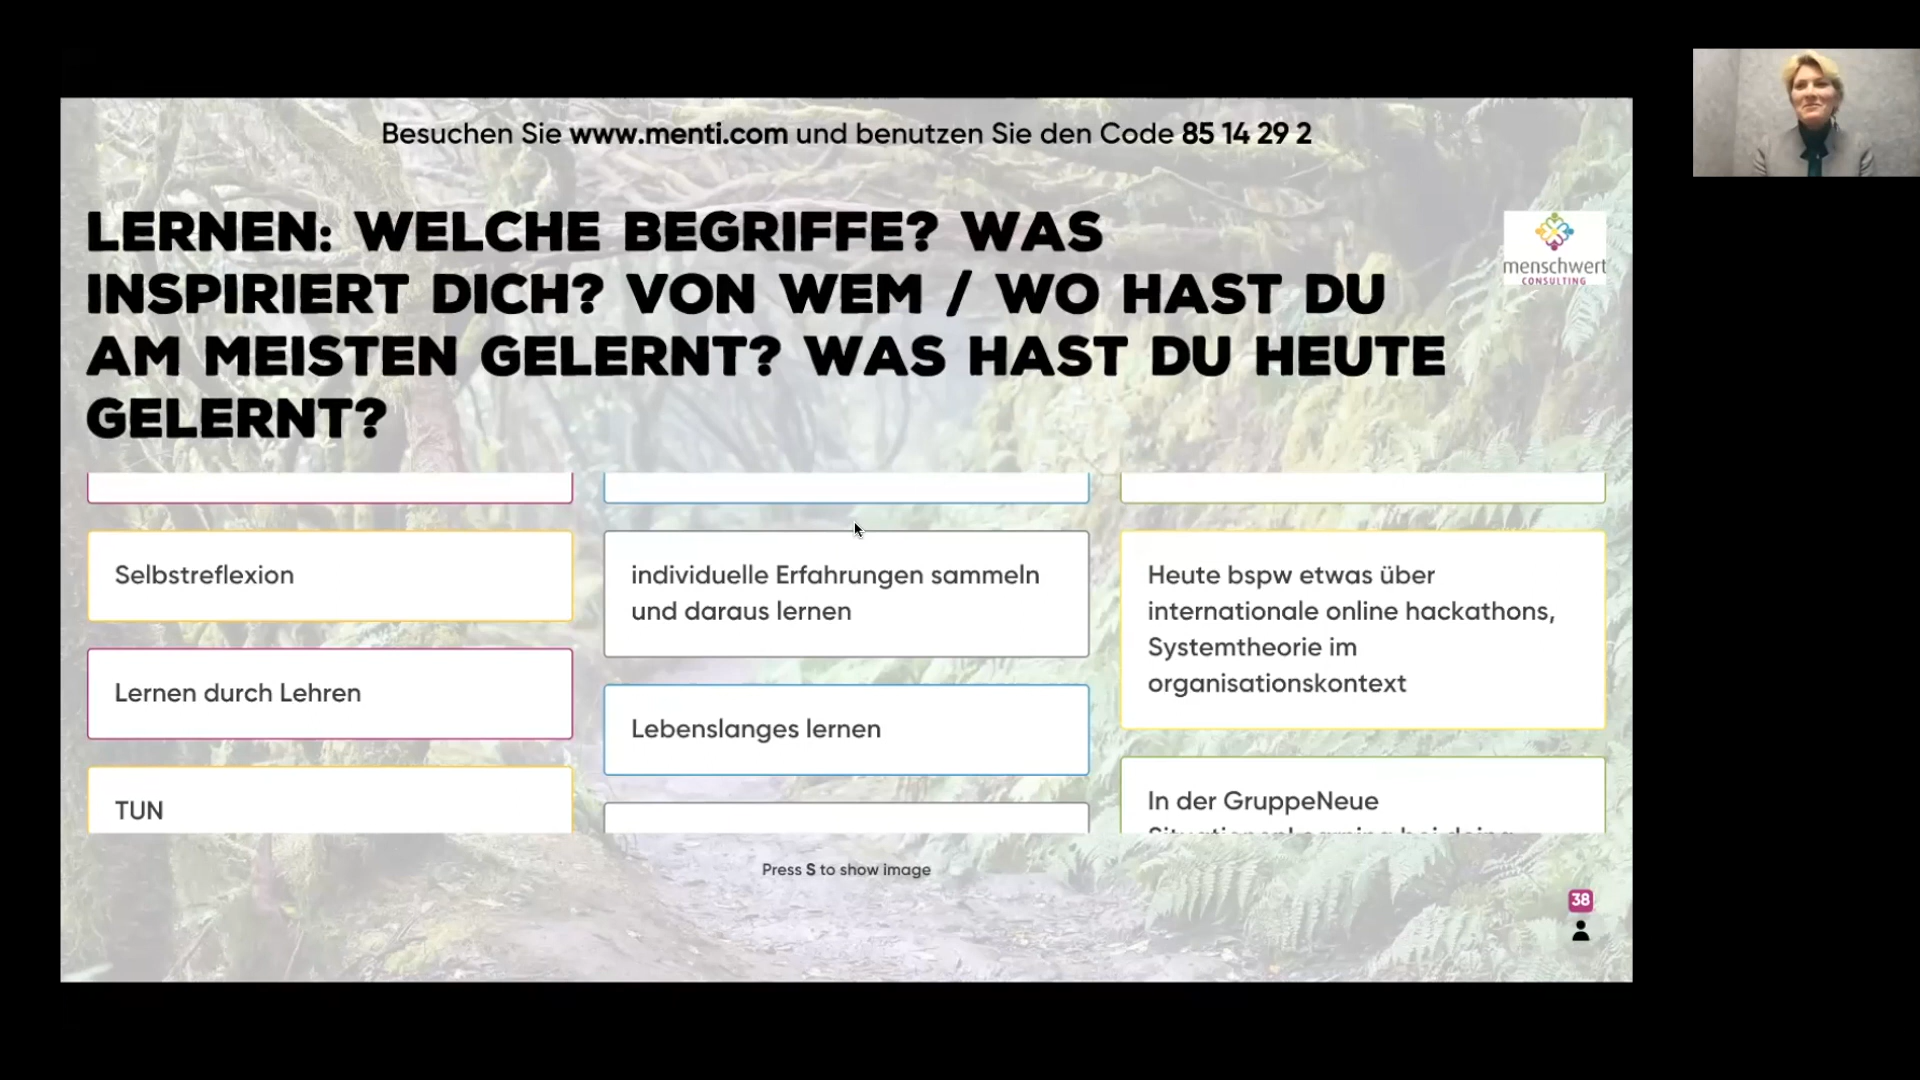 Besuchen Sie www.menti.com und benutzen Sie den Code 85 14 29 2
LERNEN: WELCHE BEGRIFFE? WAS
INSPIRIERT DICH? VON WEM / WO HAST DU
AM MEISTEN GELERNT? WAS HAST DU HEUTE
GELERNT?
menschwert
CONSULTING
Selbstreflexion
Lernen durch Lehren
TUN
individuelle Erfahrungen sammeln
und daraus lernen
Lebenslanges lernen
Heute bspw etwas über
internationale online hackathons,
Systemtheorie im
organisationskontext
In der GruppeNeue
Press S to show image
38